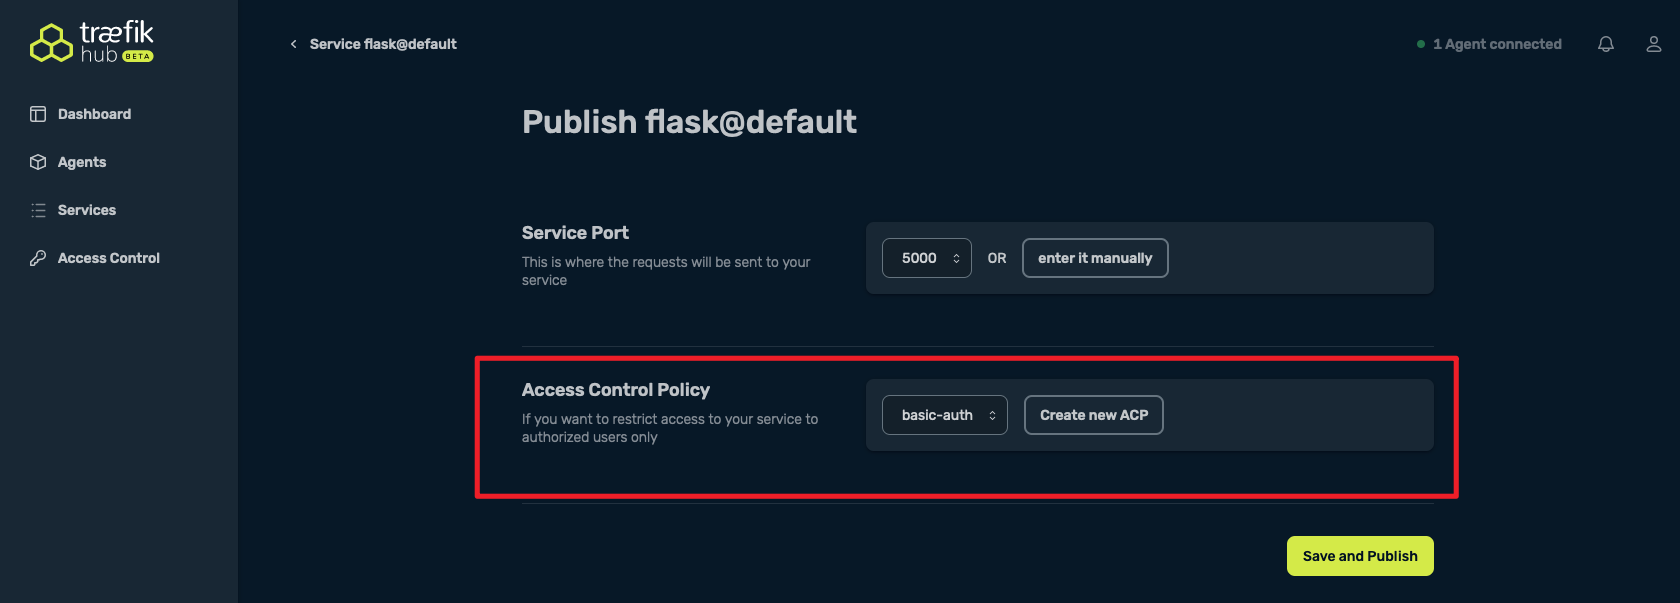 træfik
hub BETA
Dashboard
Agents
Services
Access Control
Service flask@default
1 Agent connected
Publish flask@default
Service Port
This is where the requests will be sent to your
service
5000 OR enter it manually
Access Control Policy
If you want to restrict access to your service to
authorized users only
basic-auth Create new ACP
Save and Publish